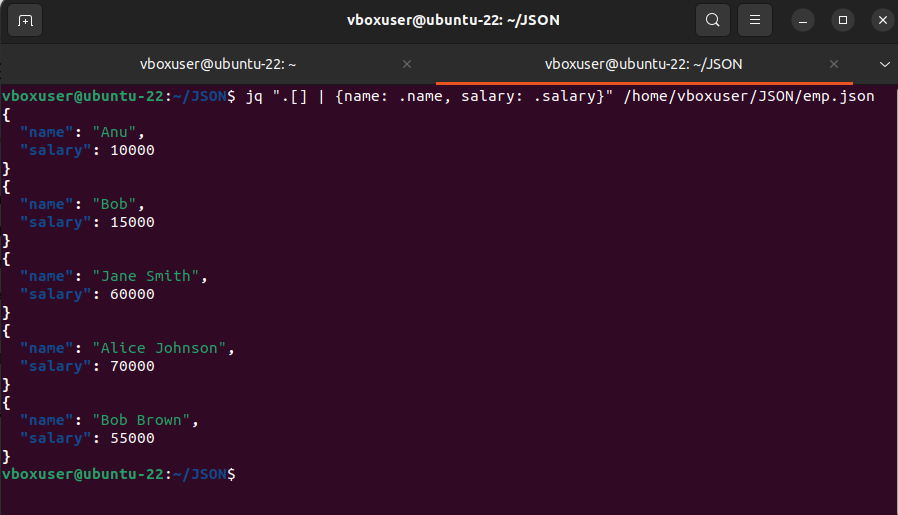 vboxuser@ubuntu-22: ~/JSON
vboxuser@ubuntu-22: ~
vboxuser@ubuntu-22: ~/JSON
vboxuser@ubuntu-22:~/JSON$ jq ".[] | {name: .name, salary: .salary}" /home/vboxuser/JSON/emp.json
{
  "name": "Anu",
  "salary": 10000
}
{
  "name": "Bob",
  "salary": 15000
}
{
  "name": "Jane Smith",
  "salary": 60000
}
{
  "name": "Alice Johnson",
  "salary": 70000
}
{
  "name": "Bob Brown",
  "salary": 55000
}
vboxuser@ubuntu-22:~/JSON$